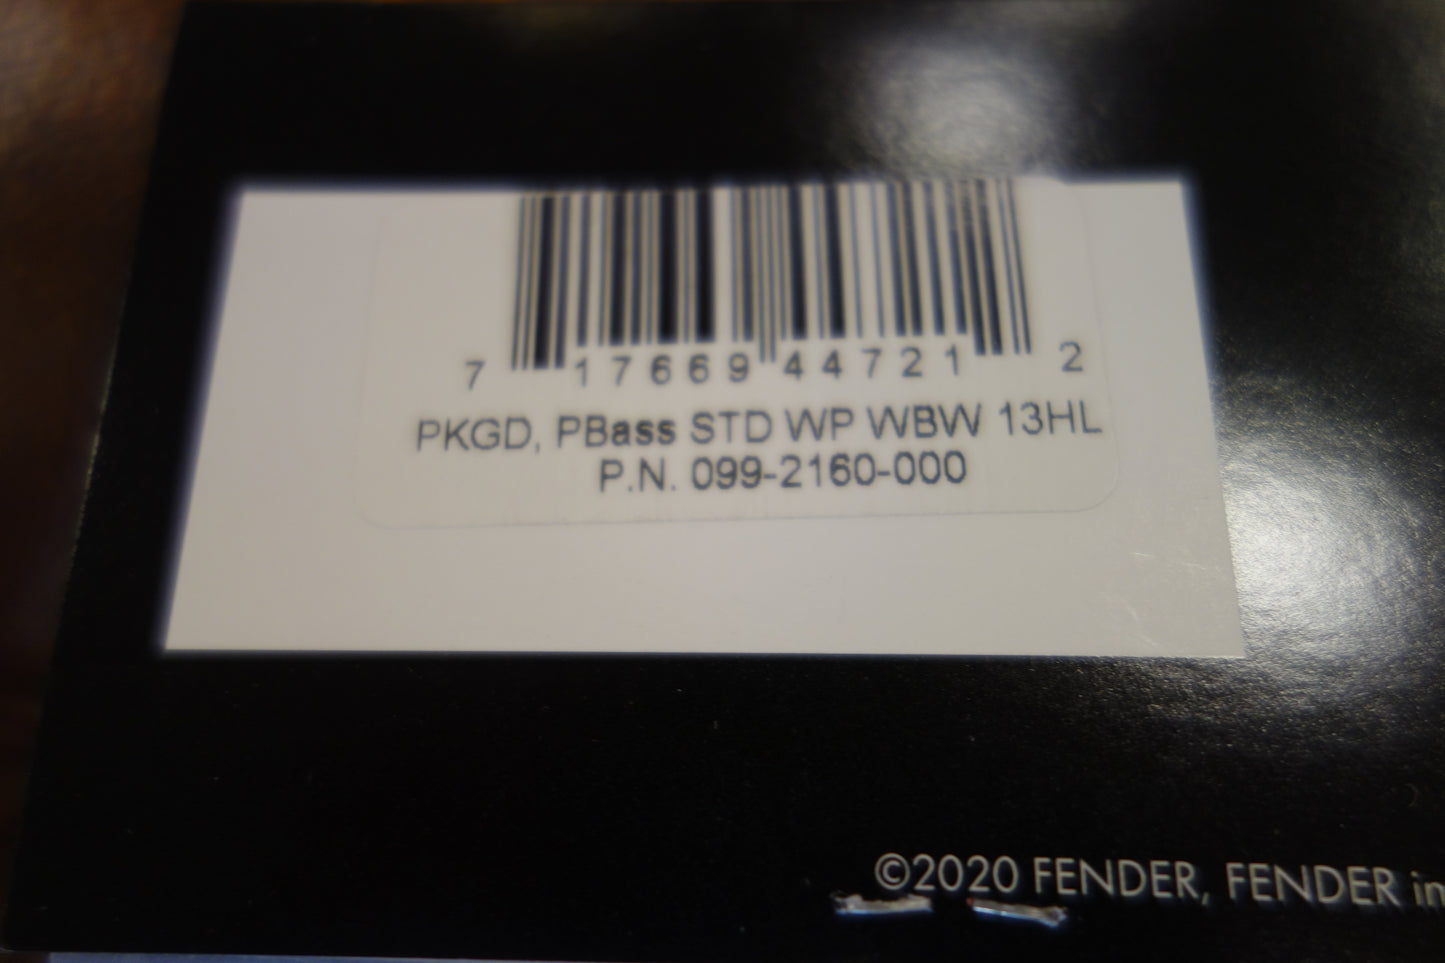 7 17669 44721 2
PKGD, PBass STD WP WBW 13HL
P.N. 099-2160-000
©2020 FENDER, FENDER in